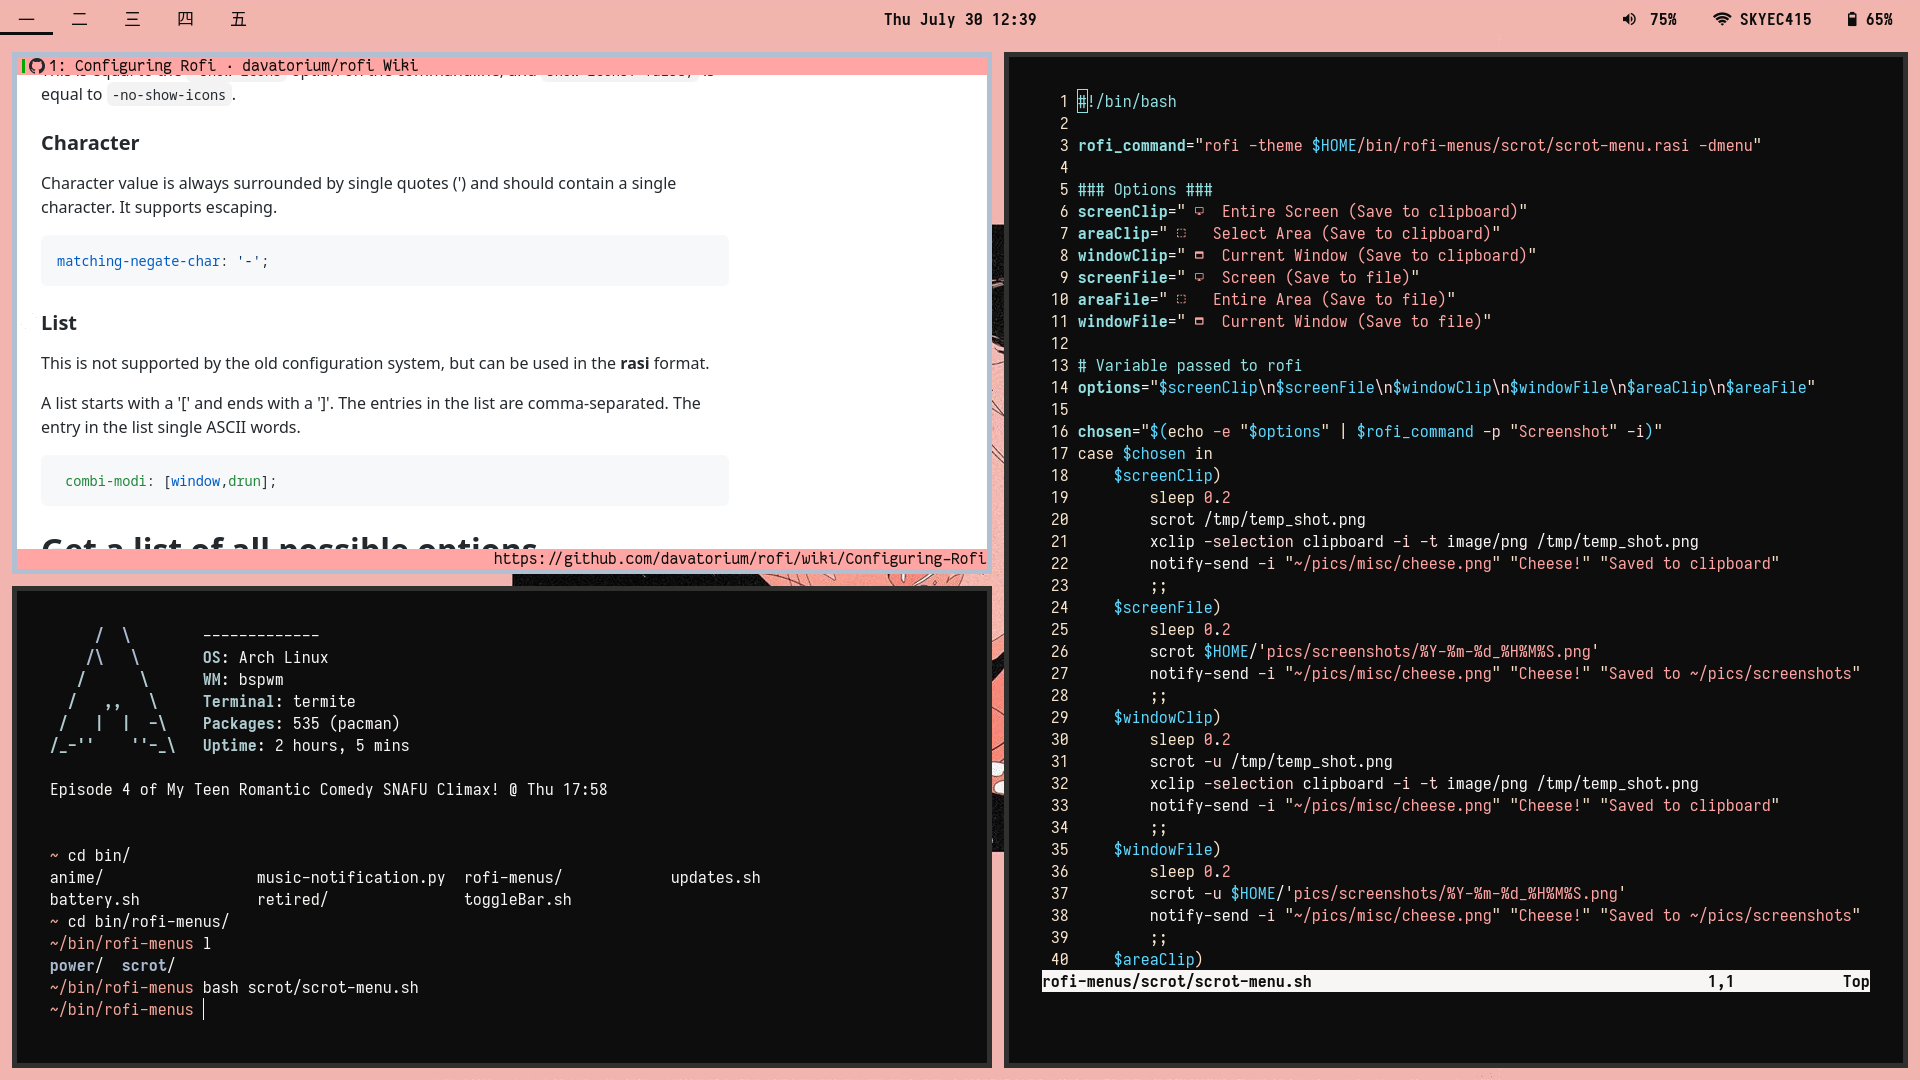 一 二 三 四 五
Thu July 30 12:39
75% SKYEC415 65%
1: Configuring Rofi · davatorium/rofi Wiki
equal to -no-show-icons.
Character
Character value is always surrounded by single quotes (') and should contain a single
character. It supports escaping.
matching-negate-char: '-';
List
This is not supported by the old configuration system, but can be used in the rasi format.
A list starts with a '[' and ends with a ']'. The entries in the list are comma-separated. The
entry in the list single ASCII words.
combi-modi: [window,drun];
Get a list of all possible options
https://github.com/davatorium/rofi/wiki/Configuring-Rofi
/  \       -------------
/\   \      OS: Arch Linux
/      \     WM: bspwm
/   ,,   \    Terminal: termite
/   |  |  -\   Packages: 535 (pacman)
/_-''    ''-_\  Uptime: 2 hours, 5 mins
Episode 4 of My Teen Romantic Comedy SNAFU Climax! @ Thu 17:58
~ cd bin/
anime/ music-notification.py rofi-menus/ updates.sh
battery.sh retired/ toggleBar.sh
~ cd bin/rofi-menus/
~/bin/rofi-menus l
power/ scrot/
~/bin/rofi-menus bash scrot/scrot-menu.sh
~/bin/rofi-menus
1 #!/bin/bash
2
3 rofi_command="rofi -theme $HOME/bin/rofi-menus/scrot/scrot-menu.rasi -dmenu"
4
5 ### Options ###
6 screenClip=" Entire Screen (Save to clipboard)"
7 areaClip=" Select Area (Save to clipboard)"
8 windowClip=" Current Window (Save to clipboard)"
9 screenFile=" Screen (Save to file)"
10 areaFile=" Entire Area (Save to file)"
11 windowFile=" Current Window (Save to file)"
12
13 # Variable passed to rofi
14 options="$screenClip\n$screenFile\n$windowClip\n$windowFile\n$areaClip\n$areaFile"
15
16 chosen="$(echo -e "$options" | $rofi_command -p "Screenshot" -i)"
17 case $chosen in
18     $screenClip)
19         sleep 0.2
20         scrot /tmp/temp_shot.png
21         xclip -selection clipboard -i -t image/png /tmp/temp_shot.png
22         notify-send -i "~/pics/misc/cheese.png" "Cheese!" "Saved to clipboard"
23         ;;
24     $screenFile)
25         sleep 0.2
26         scrot $HOME/'pics/screenshots/%Y-%m-%d_%H%M%S.png'
27         notify-send -i "~/pics/misc/cheese.png" "Cheese!" "Saved to ~/pics/screenshots"
28         ;;
29     $windowClip)
30         sleep 0.2
31         scrot -u /tmp/temp_shot.png
32         xclip -selection clipboard -i -t image/png /tmp/temp_shot.png
33         notify-send -i "~/pics/misc/cheese.png" "Cheese!" "Saved to clipboard"
34         ;;
35     $windowFile)
36         sleep 0.2
37         scrot -u $HOME/'pics/screenshots/%Y-%m-%d_%H%M%S.png'
38         notify-send -i "~/pics/misc/cheese.png" "Cheese!" "Saved to ~/pics/screenshots"
39         ;;
40     $areaClip)
rofi-menus/scrot/scrot-menu.sh 1,1 Top